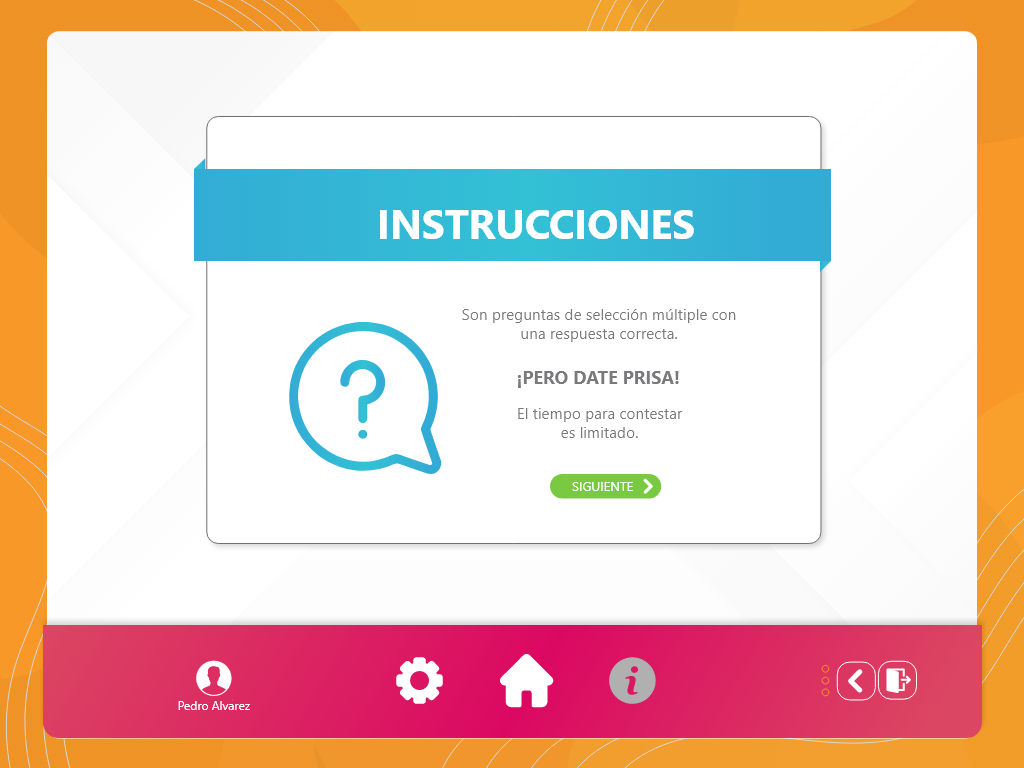 INSTRUCCIONES
Son preguntas de selección múltiple con
una respuesta correcta.
¡PERO DATE PRISA!
El tiempo para contestar
es limitado.
SIGUIENTE
Pedro Alvarez